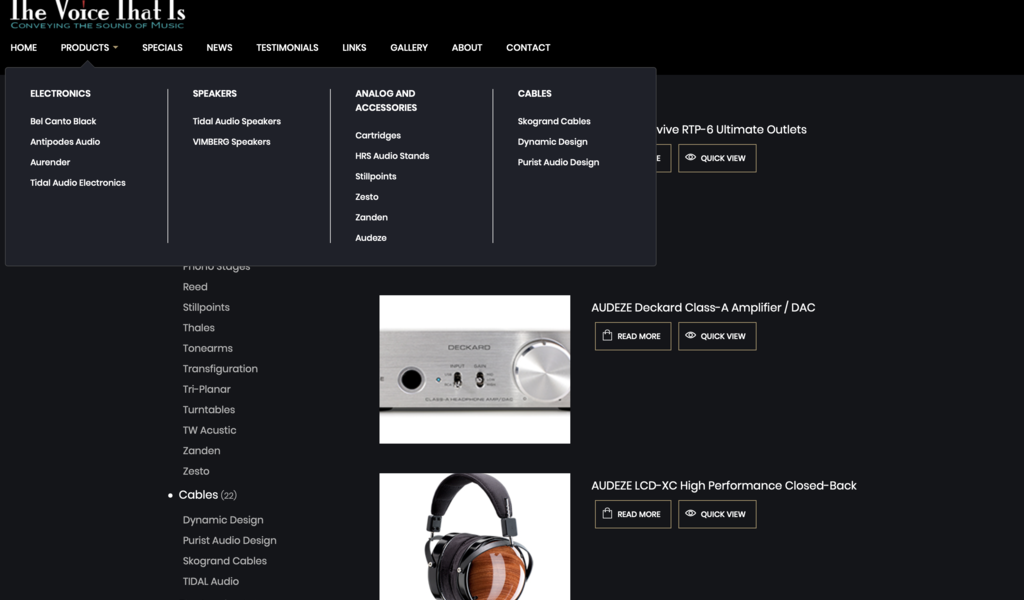 The Voice That Is
CONVEYING THE SOUND OF MUSIC
HOME PRODUCTS SPECIALS NEWS TESTIMONIALS LINKS GALLERY ABOUT CONTACT
ELECTRONICS
Bel Canto Black
Antipodes Audio
Aurender
Tidal Audio Electronics
SPEAKERS
Tidal Audio Speakers
VIMBERG Speakers
ANALOG AND
ACCESSORIES
Cartridges
HRS Audio Stands
Stillpoints
Zesto
Zanden
Audeze
CABLES
Skogrand Cables
Dynamic Design
Purist Audio Design
vive RTP-6 Ultimate Outlets
E QUICK VIEW
Phono Stages
Reed
Stillpoints
Thales
Tonearms
Transfiguration
Tri-Planar
Turntables
TW Acustic
Zanden
Zesto
Cables (22)
Dynamic Design
Purist Audio Design
Skogrand Cables
TIDAL Audio
DECKARD
INPUT GAIN
CLASS-A HEADPHONE AMP/DAC
AUDEZE Deckard Class-A Amplifier / DAC
READ MORE QUICK VIEW
AUDEZE LCD-XC High Performance Closed-Back
READ MORE QUICK VIEW